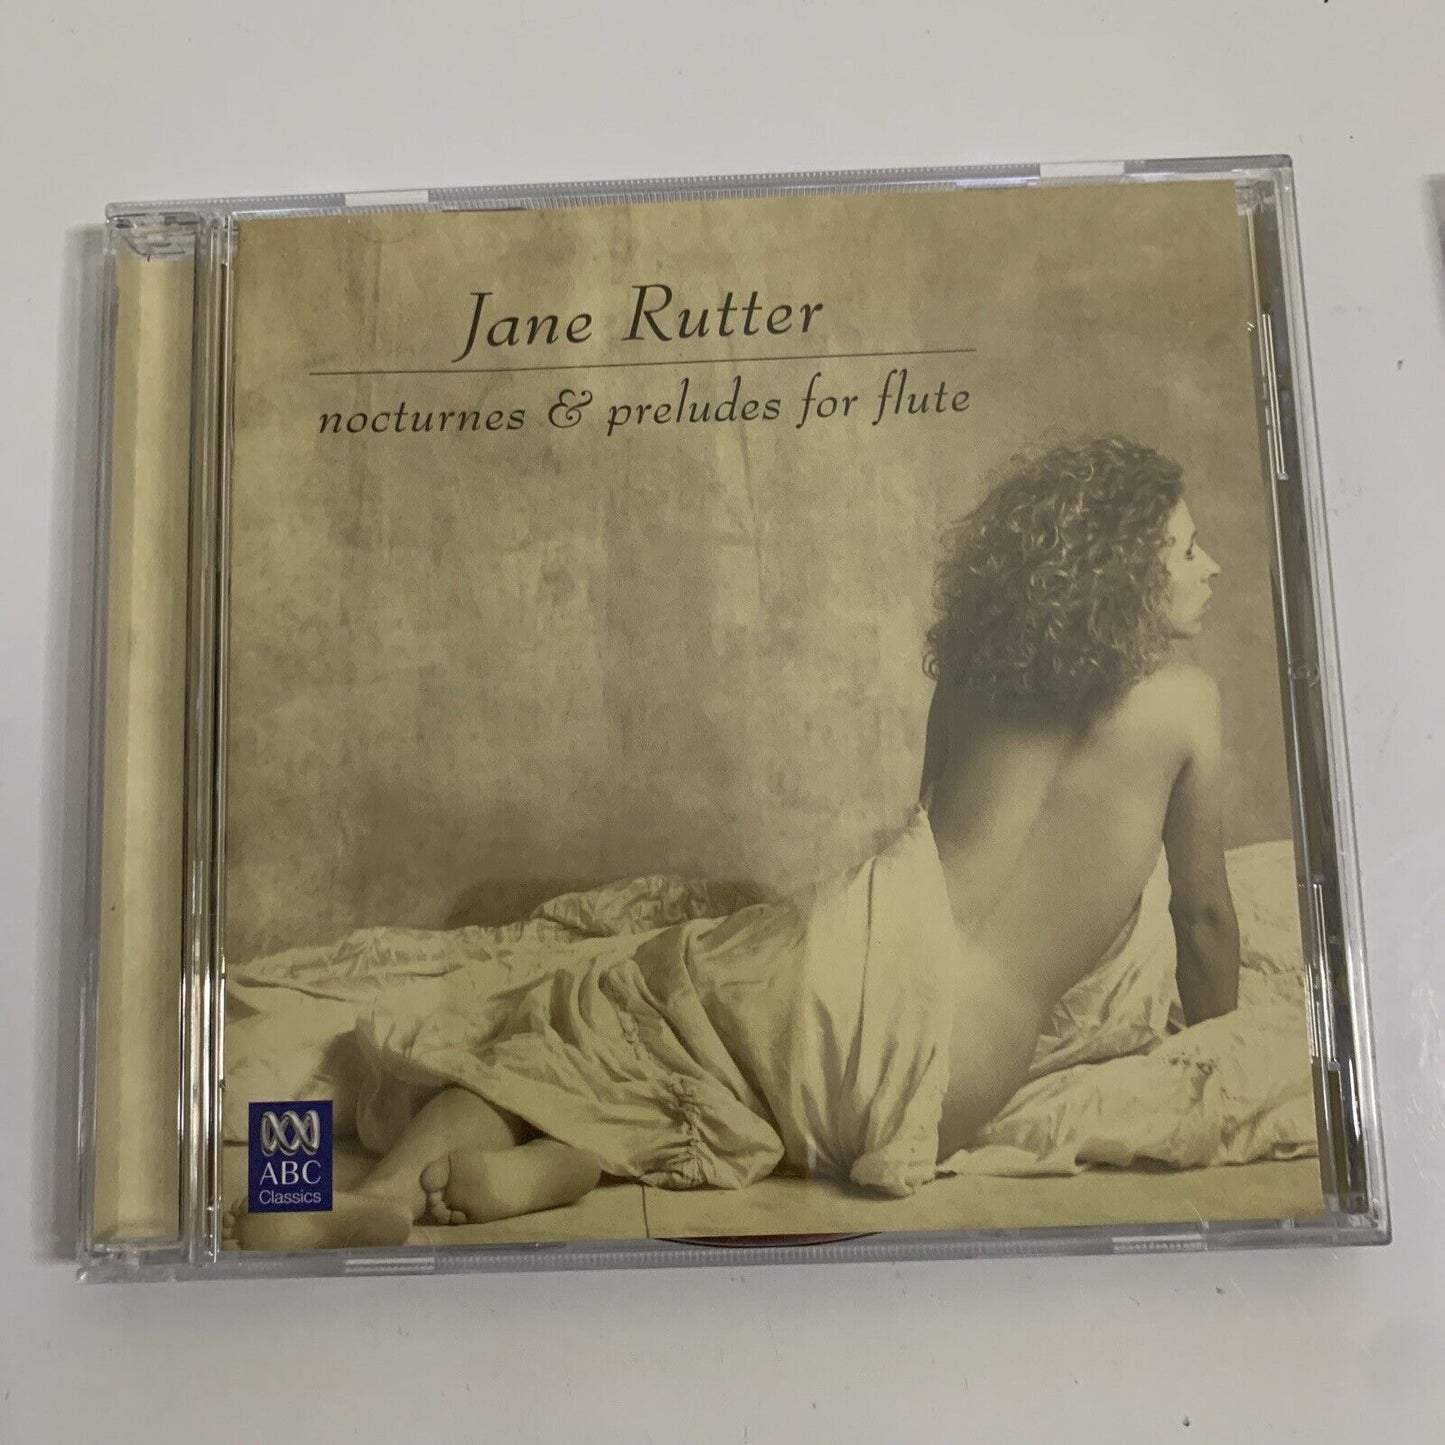 Jane Rutter
nocturnes & preludes for flute
ABC
Classics